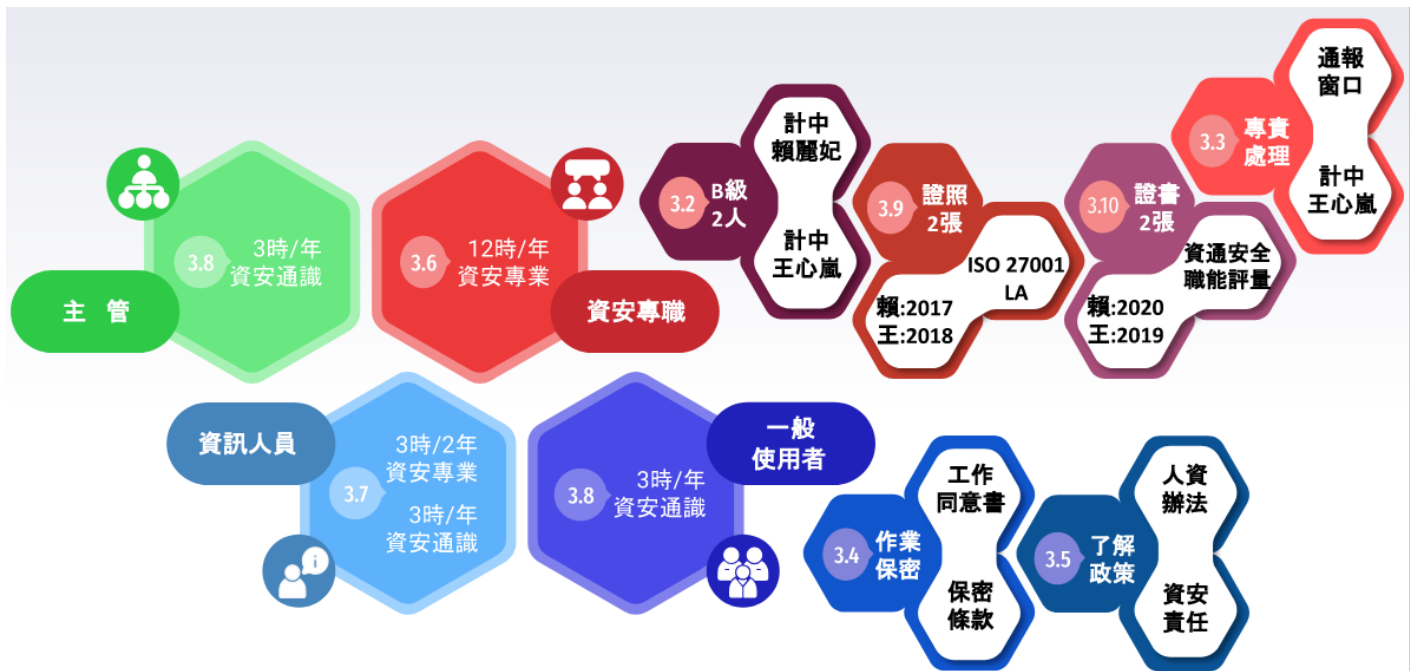 3.8
3時/年
資安通識
主 管
3.6
12時/年
資安專業
資安專職
資訊人員
3.7
3時/2年
資安專業
3時/年
資安通識
3.8
3時/年
資安通識
一般
使用者
3.2
B級
2人
計中
賴麗妃
計中
王心嵐
3.9
證照
2張
ISO 27001
LA
賴:2017
王:2018
3.10
證書
2張
資通安全
職能評量
賴:2020
王:2019
3.3
專責
處理
通報
窗口
計中
王心嵐
3.4
作業
保密
工作
同意書
保密
條款
3.5
了解
政策
人資
辦法
資安
責任